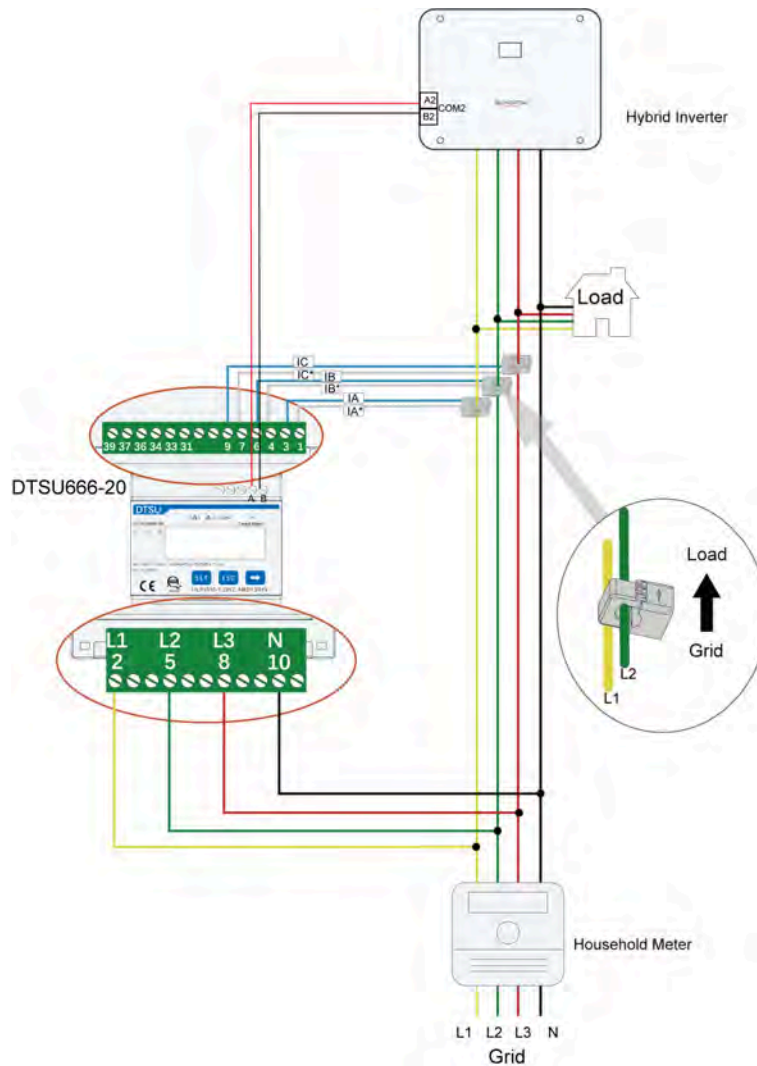 A2
COM2
B2
Hybrid Inverter
Load
IC
IC*
IB
IB*
IA
IA*
39 37 36 34 33 31 9 7 6 4 3 1
DTSU666-20
A B
DTSU
CE
SET ESC
L1 L2 L3 N
2 5 8 10
Load
Grid
L2
L1
Household Meter
L1 L2 L3 N
Grid